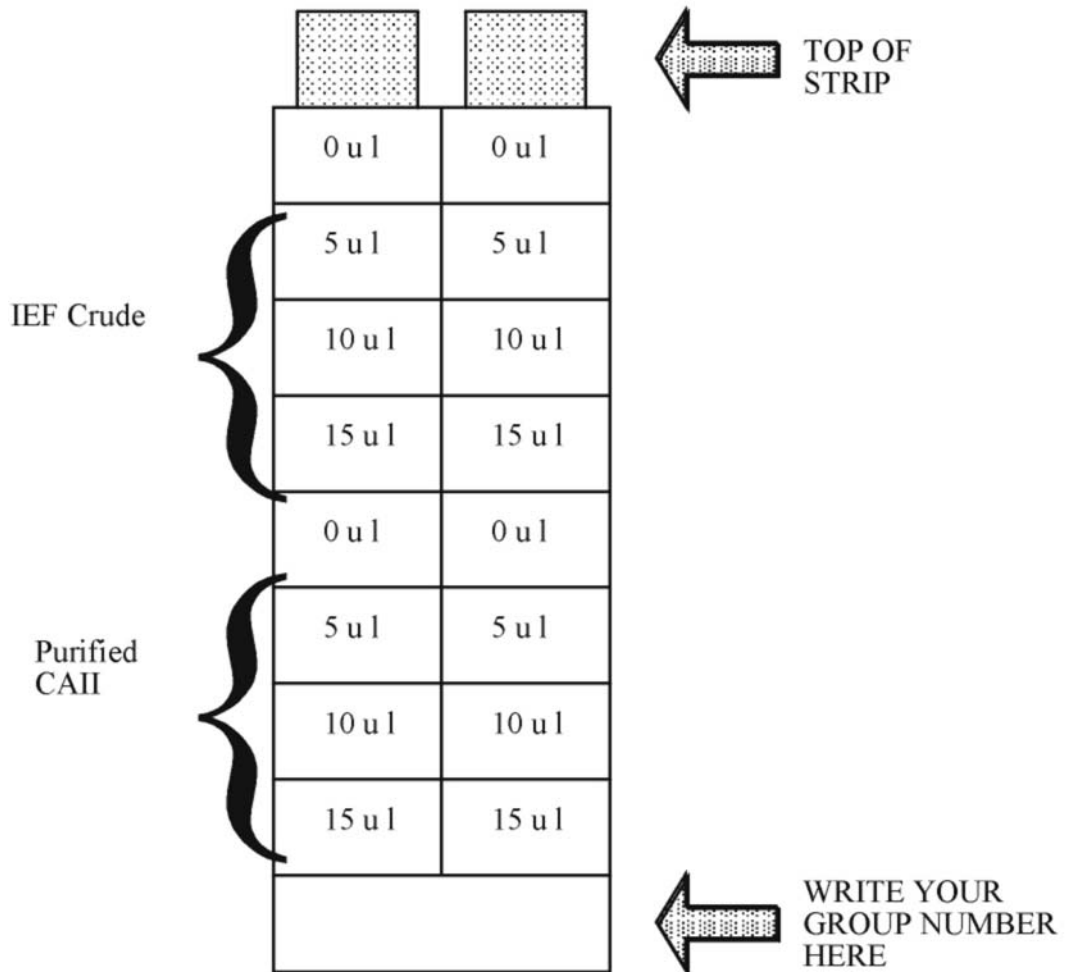 TOP OF
STRIP
0 u l 0 u l
5 u l 5 u l
IEF Crude
10 u l 10 u l
15 u l 15 u l
0 u l 0 u l
5 u l 5 u l
Purified
CAII
10 u l 10 u l
15 u l 15 u l
WRITE YOUR
GROUP NUMBER
HERE